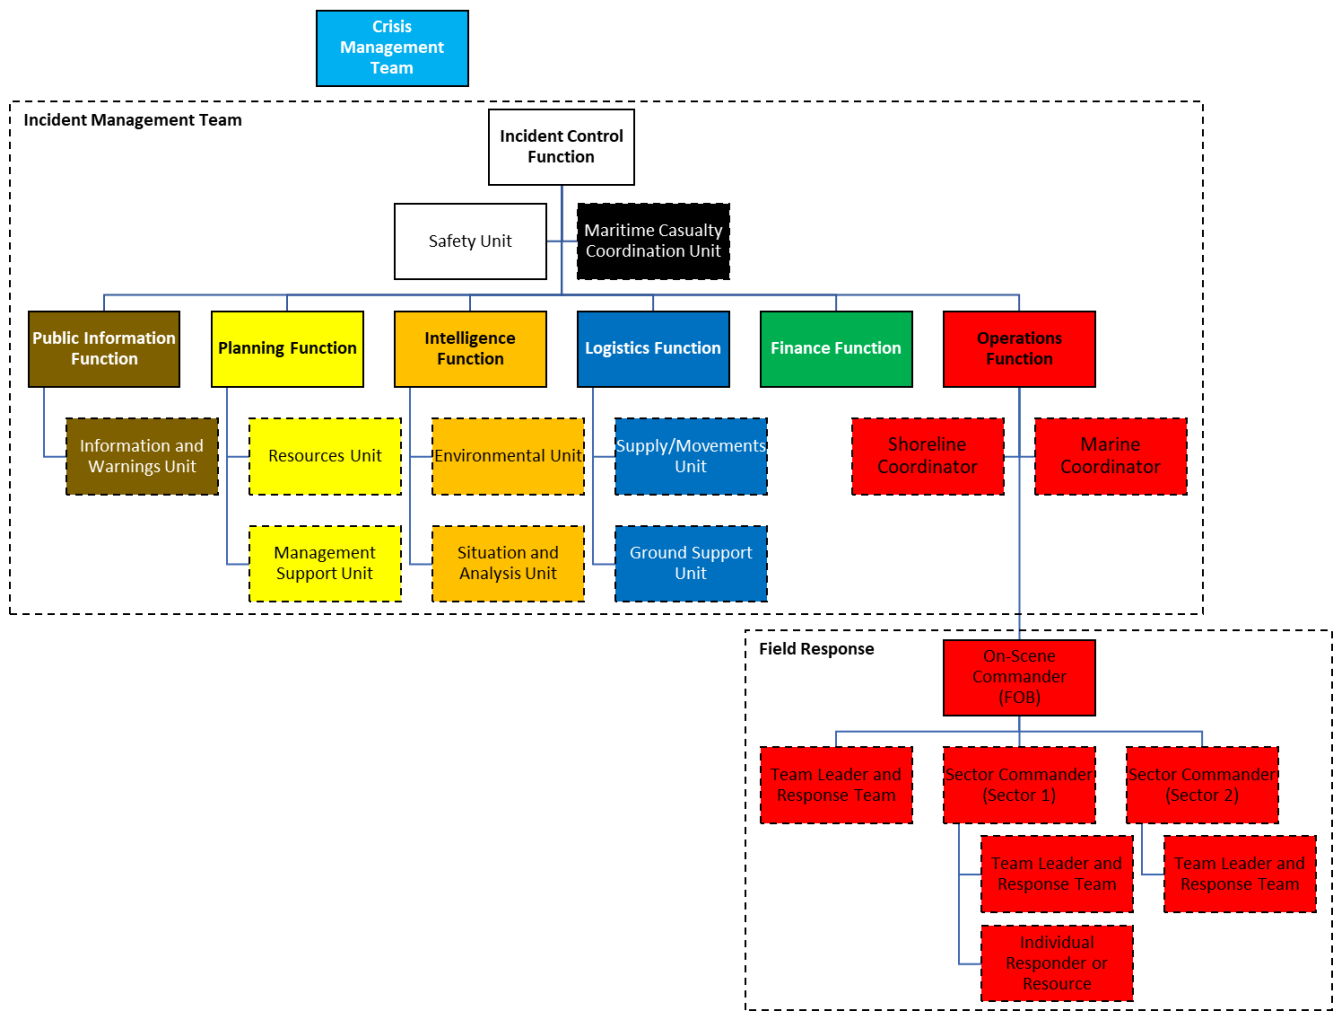 Crisis
Management
Team
Incident Management Team
Incident Control
Function
Safety Unit
Maritime Casualty
Coordination Unit
Public Information
Function
Planning Function
Intelligence
Function
Logistics Function
Finance Function
Operations
Function
Information and
Warnings Unit
Resources Unit
Environmental Unit
Supply/Movements
Unit
Shoreline
Coordinator
Marine
Coordinator
Management
Support Unit
Situation and
Analysis Unit
Ground Support
Unit
Field Response
On-Scene
Commander
(FOB)
Team Leader and
Response Team
Sector Commander
(Sector 1)
Sector Commander
(Sector 2)
Team Leader and
Response Team
Team Leader and
Response Team
Individual
Responder or
Resource